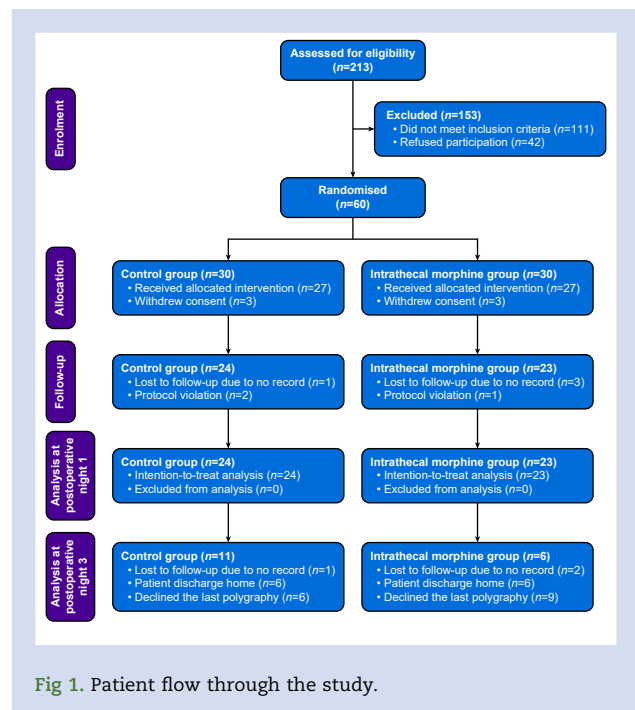 Assessed for eligibility
(n=213)
Enrolment
Excluded (n=153)
• Did not meet inclusion criteria (n=111)
• Refused participation (n=42)
Randomised
(n=60)
Allocation
Control group (n=30)
• Received allocated intervention (n=27)
• Withdrew consent (n=3)
Intrathecal morphine group (n=30)
• Received allocated intervention (n=27)
• Withdrew consent (n=3)
Follow-up
Control group (n=24)
• Lost to follow-up due to no record (n=1)
• Protocol violation (n=2)
Intrathecal morphine group (n=23)
• Lost to follow-up due to no record (n=3)
• Protocol violation (n=1)
Analysis at
postoperative
night 1
Control group (n=24)
• Intention-to-treat analysis (n=24)
• Excluded from analysis (n=0)
Intrathecal morphine group (n=23)
• Intention-to-treat analysis (n=23)
• Excluded from analysis (n=0)
Analysis at
postoperative
night 3
Control group (n=11)
• Lost to follow-up due to no record (n=1)
• Patient discharge home (n=6)
• Declined the last polygraphy (n=6)
Intrathecal morphine group (n=6)
• Lost to follow-up due to no record (n=2)
• Patient discharge home (n=6)
• Declined the last polygraphy (n=9)
Fig 1. Patient flow through the study.